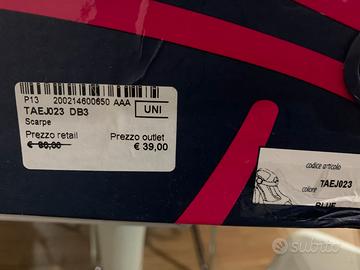 P13 200214600650 AAA
UNI
TAEJ023 DB3
Scarpe
Prezzo retail Prezzo outlet
€ 80,00 € 39,00
codice articolo
TAEJ023
colore
BLUE
subito